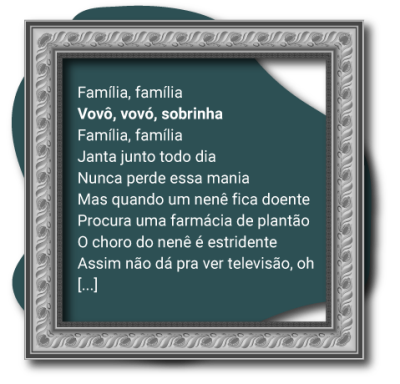 Família, família
Vovô, vovó, sobrinha
Família, família
Janta junto todo dia
Nunca perde essa mania
Mas quando um nenê fica doente
Procura uma farmácia de plantão
O choro do nenê é estridente
Assim não dá pra ver televisão, oh
[...]